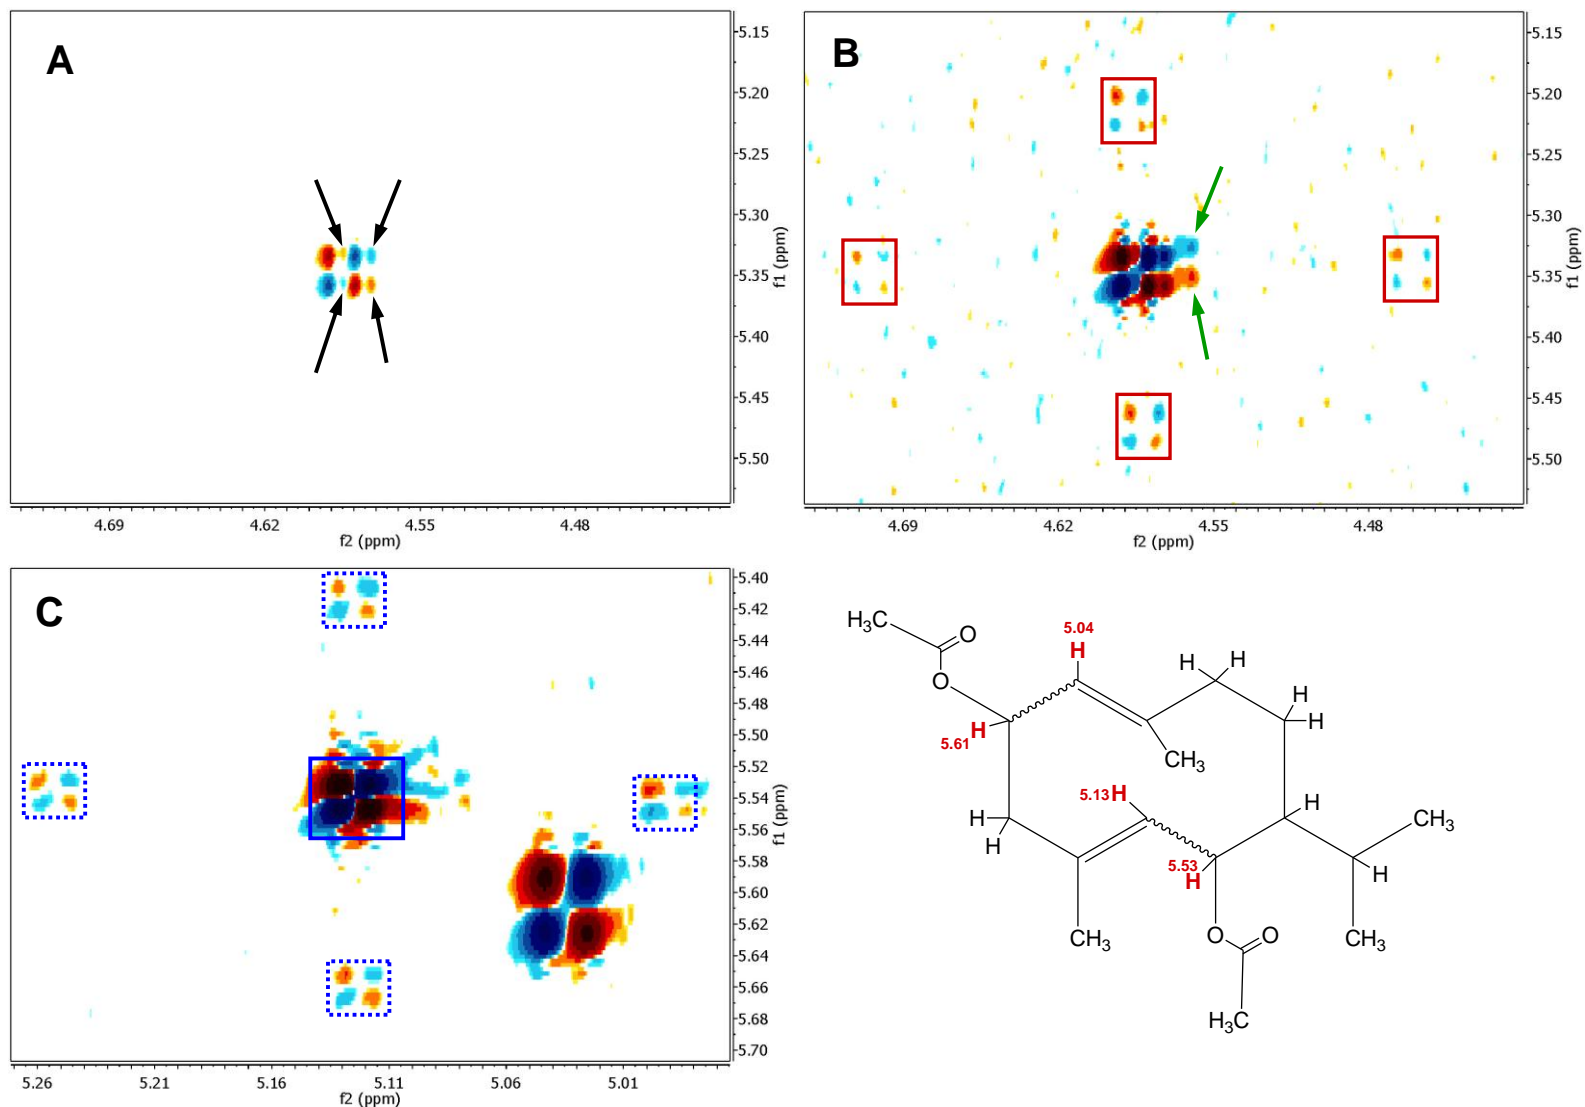 A
5.15
5.20
5.25
5.30
5.35
5.40
5.45
5.50
f1 (ppm)
4.69
4.62
4.55
4.48
f2 (ppm)
B
5.15
5.20
5.25
5.30
5.35
5.40
5.45
5.50
f1 (ppm)
4.69
4.62
4.55
4.48
f2 (ppm)
C
5.40
5.42
5.44
5.46
5.48
5.50
5.52
5.54
5.56
5.58
5.60
5.62
5.64
5.66
5.68
5.70
f1 (ppm)
5.26
5.21
5.16
5.11
5.06
5.01
f2 (ppm)
H₃C
O
O
5.04
H
H
H
H
H
5.61
H
CH₃
5.13
H
H
H
H
CH₃
5.53
H
H
CH₃
O
O
CH₃
H₃C